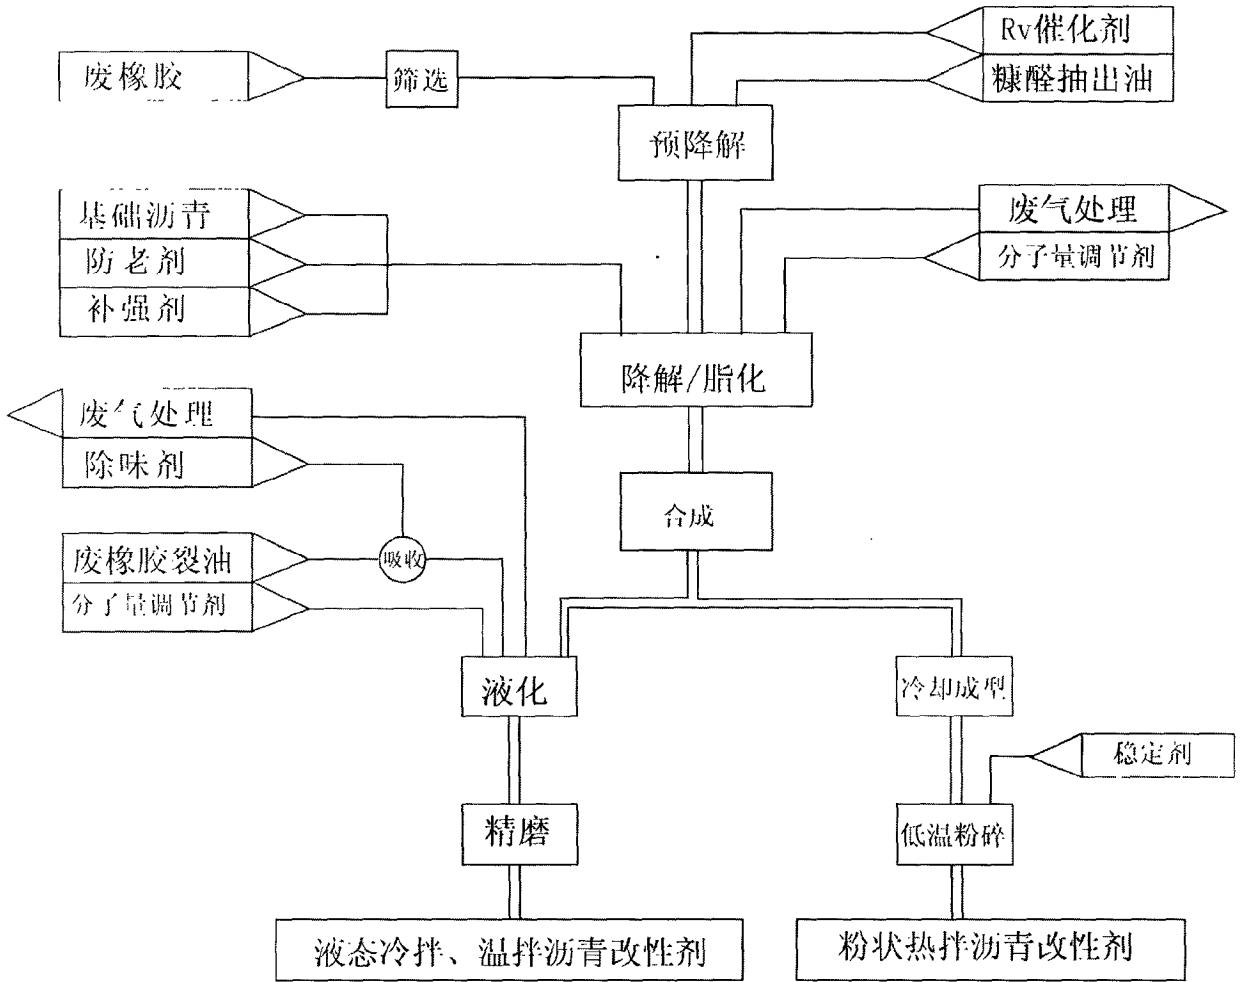 Rv催化剂
废橡胶
筛选
糠醛抽出油
预降解
基础沥青
废气处理
防老剂
分子量调节剂
补强剂
降解/脂化
废气处理
除味剂
合成
废橡胶裂油
吸收
分子量调节剂
液化
冷却成型
稳定剂
精磨
低温粉碎
液态冷拌、温拌沥青改性剂
粉状热拌沥青改性剂